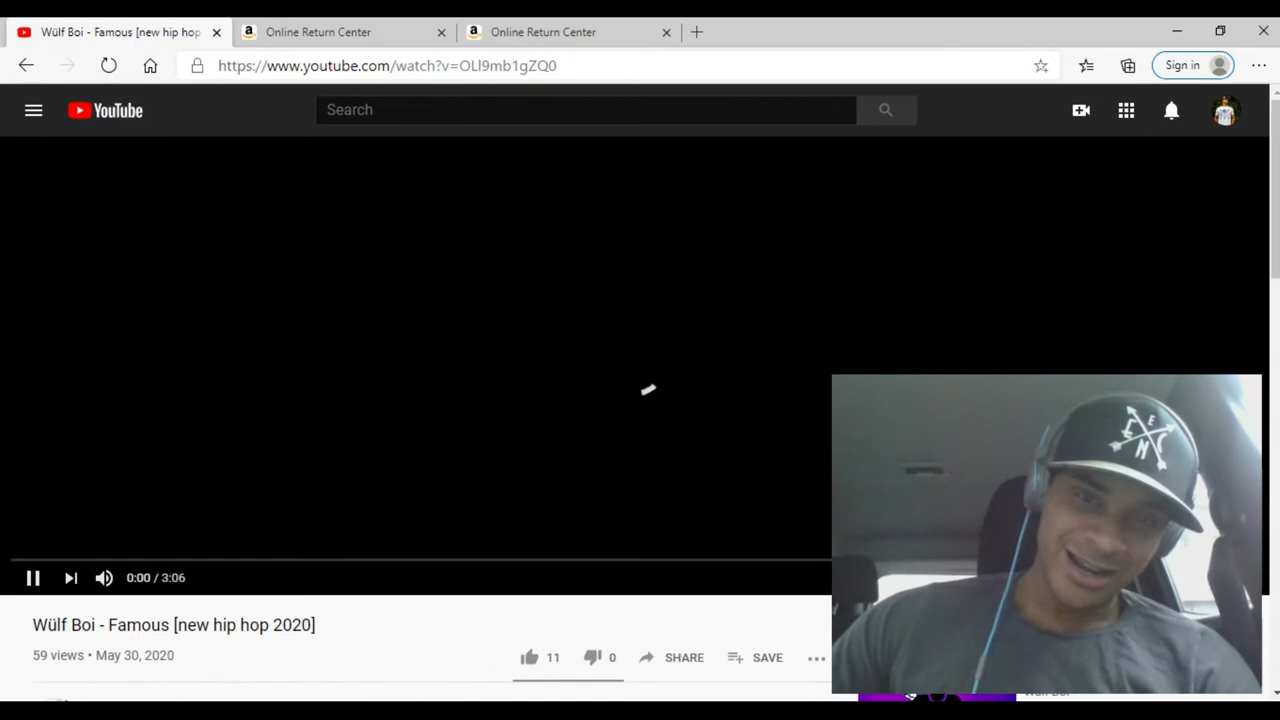 Wülf Boi - Famous [new hip hop
Online Return Center
Online Return Center
https://www.youtube.com/watch?v=OLl9mb1gZQ0
Sign in
YouTube
Search
E
C
S
N
0:00 / 3:06
Wülf Boi - Famous [new hip hop 2020]
59 views • May 30, 2020
11
0
SHARE
SAVE